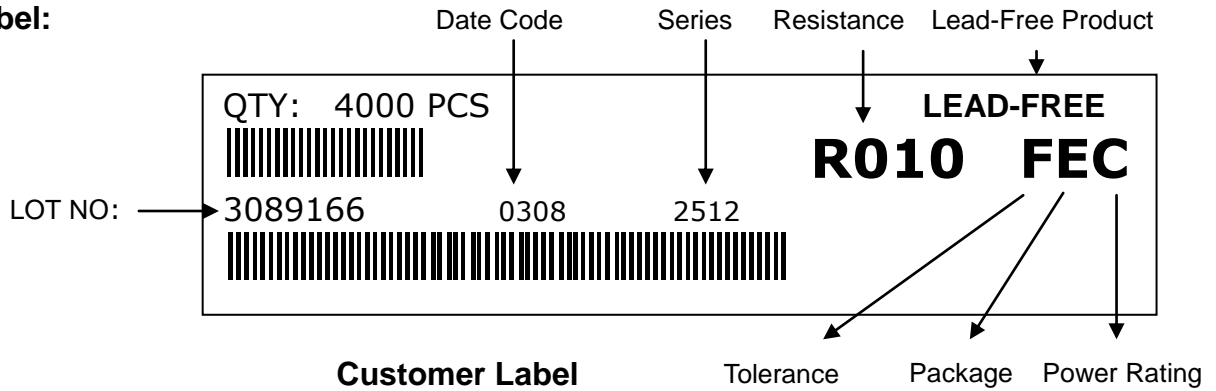 bel:
Date Code Series Resistance Lead-Free Product
QTY: 4000 PCS LEAD-FREE
R010 FEC
LOT NO: 3089166 0308 2512
Customer Label Tolerance Package Power Rating